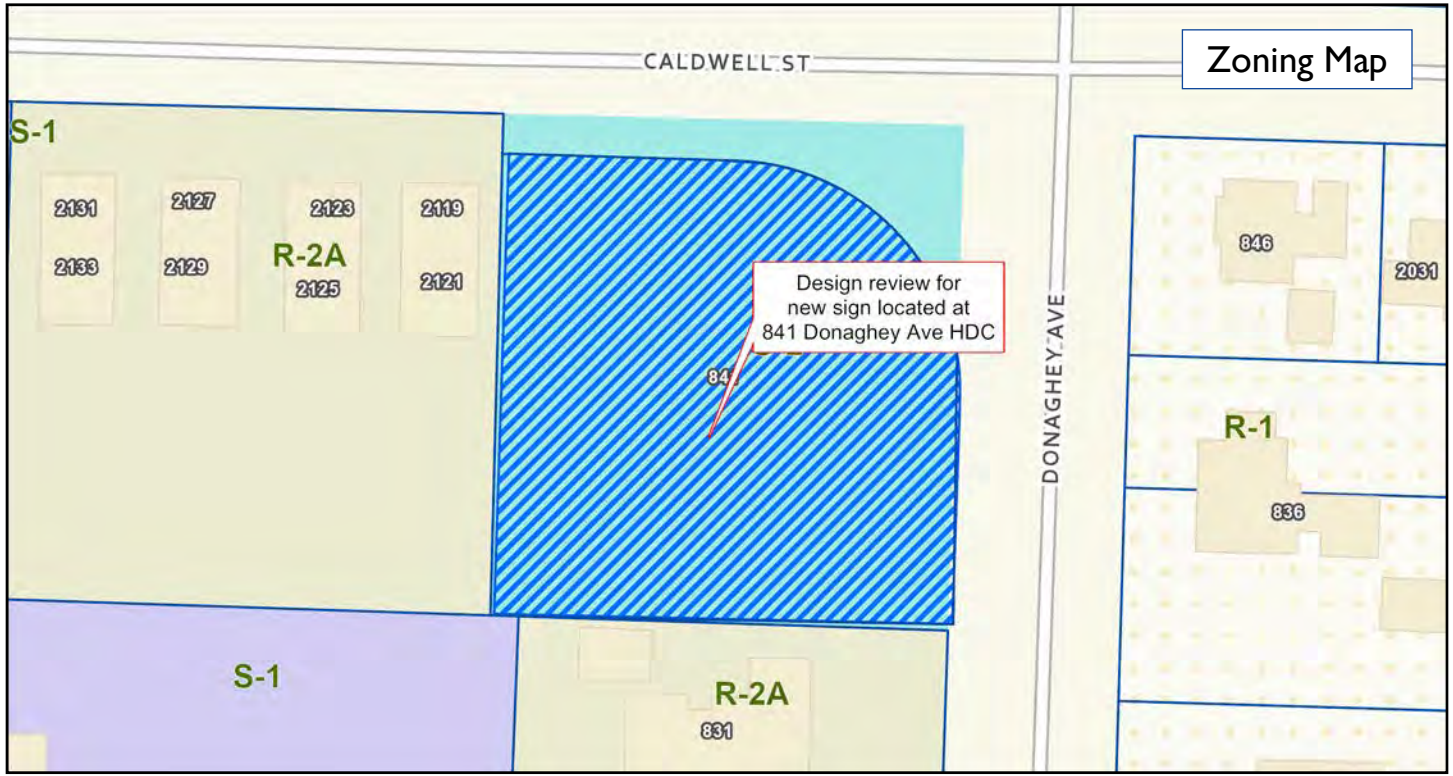 CALDWELL ST
Zoning Map
S-1
2131
2127
2123
2119
2133
2129
R-2A
2125
2121
846
2031
Design review for
new sign located at
841 Donaghey Ave HDC
DONAGHEY AVE
R-1
836
S-1
R-2A
831